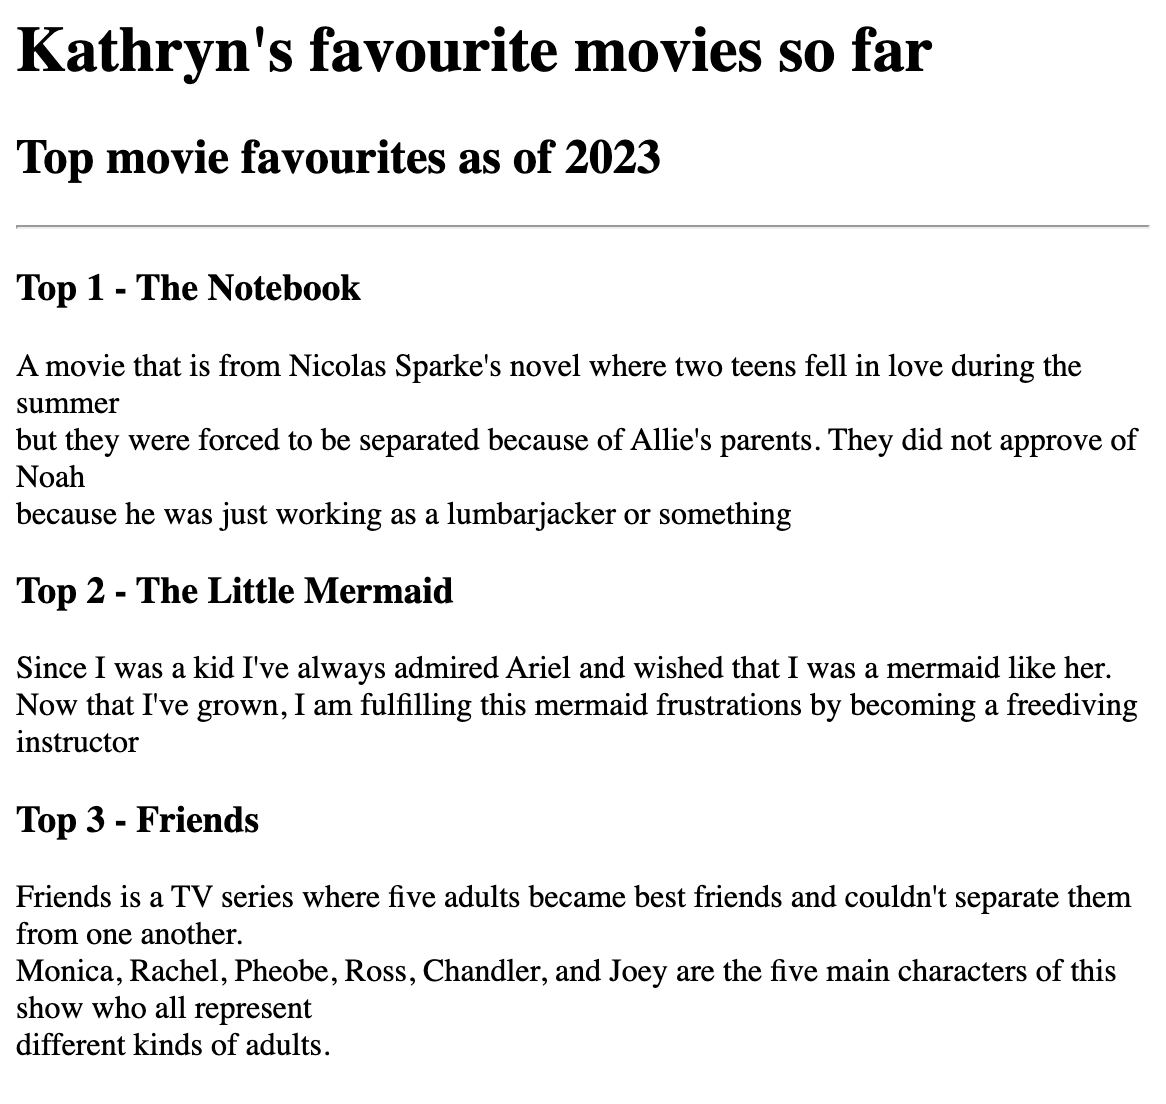 Kathryn's favourite movies so far
Top movie favourites as of 2023
Top 1 - The Notebook
A movie that is from Nicolas Sparke's novel where two teens fell in love during the
summer
but they were forced to be separated because of Allie's parents. They did not approve of
Noah
because he was just working as a lumbarjacker or something
Top 2 - The Little Mermaid
Since I was a kid I've always admired Ariel and wished that I was a mermaid like her.
Now that I've grown, I am fulfilling this mermaid frustrations by becoming a freediving
instructor
Top 3 - Friends
Friends is a TV series where five adults became best friends and couldn't separate them
from one another.
Monica, Rachel, Pheobe, Ross, Chandler, and Joey are the five main characters of this
show who all represent
different kinds of adults.